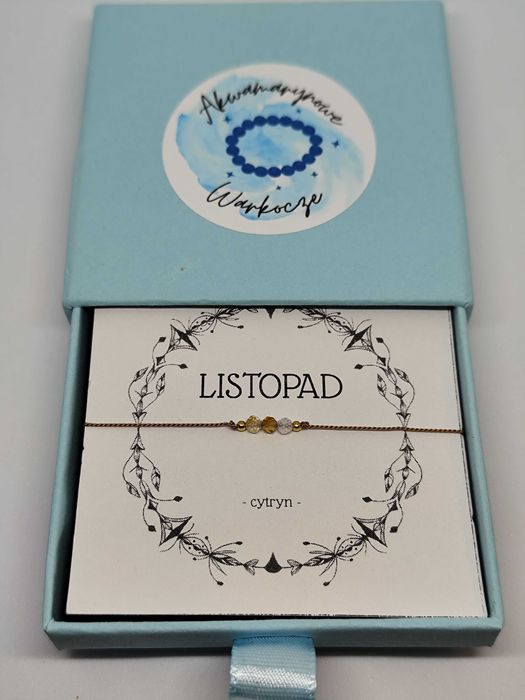 Akwamarynowe
Warkocze
LISTOPAD
- cytryn -